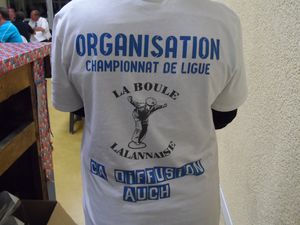 ORGANISATION
CHAMPIONNAT DE LIGUE
LA BOULE
LALANNAISE
CA DIFFUSION
AUCH